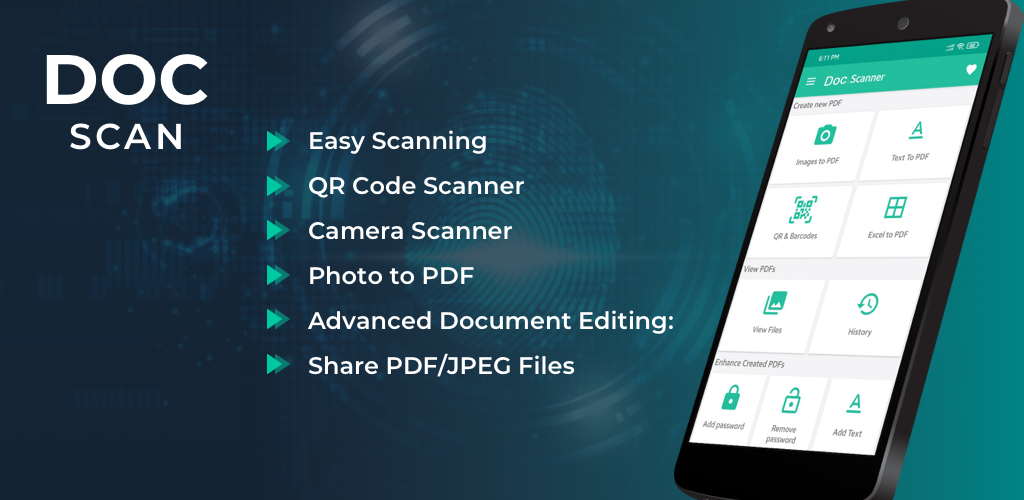 DOC
SCAN
Easy Scanning
QR Code Scanner
Camera Scanner
Photo to PDF
Advanced Document Editing:
Share PDF/JPEG Files
6:11 PM
Doc Scanner
Create new PDF
Images to PDF
Text To PDF
QR & Barcodes
Excel to PDF
View PDFs
View Files
History
Enhance Created PDFs
Add password
Remove
password
Add Text